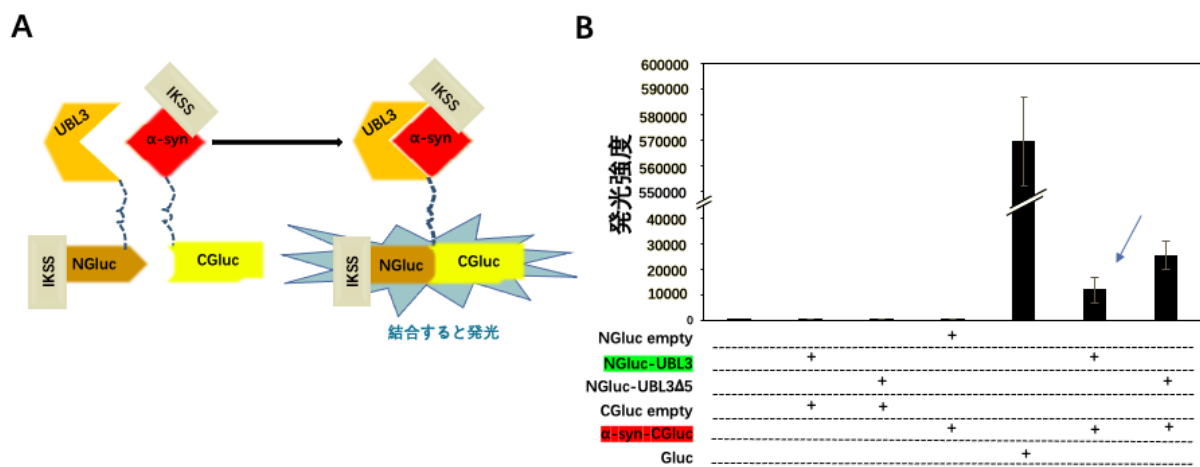 A
IKSS
UBL3
α-syn
IKSS
NGluc
CGluc
IKSS
UBL3
α-syn
IKSS
NGluc
CGluc
結合すると発光
B
発光強度
600000
590000
580000
570000
560000
550000
40000
30000
20000
10000
0
NGluc empty +
NGluc-UBL3 + +
NGluc-UBL3Δ5 + +
CGluc empty + +
α-syn-CGluc + + +
Gluc +